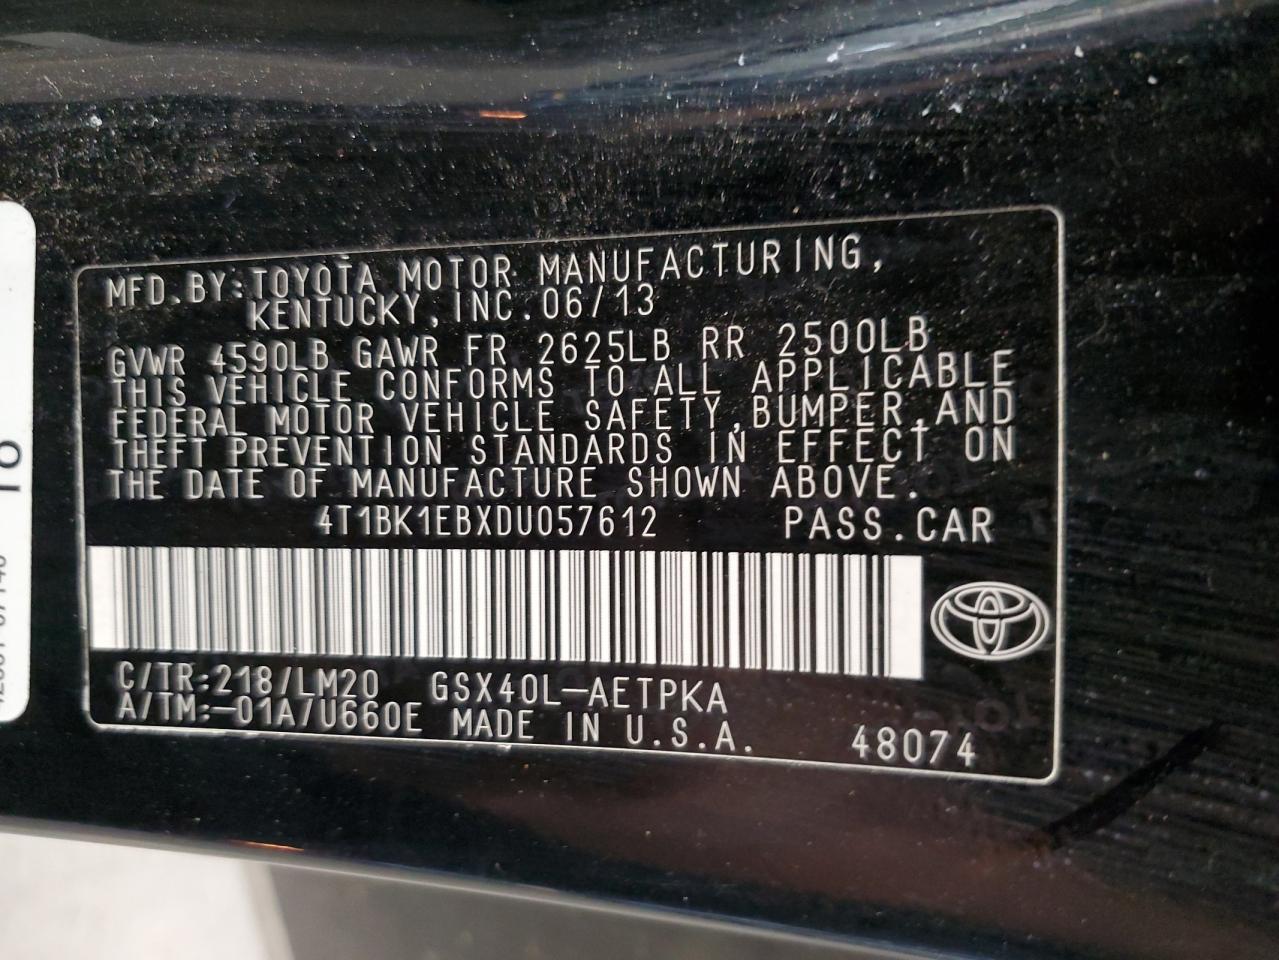 MFD.BY:TOYOTA MOTOR MANUFACTURING,
KENTUCKY,INC.06/13
GVWR 4590LB GAWR FR 2625LB RR 2500LB
THIS VEHICLE CONFORMS TO ALL APPLICABLE
FEDERAL MOTOR VEHICLE SAFETY,BUMPER,AND
THEFT PREVENTION STANDARDS IN EFFECT ON
THE DATE OF MANUFACTURE SHOWN ABOVE.
4T1BK1EBXDU057612 PASS.CAR
C/TR:218/LM20 GSX40L-AETPKA
A/TM:-01A/U660E MADE IN U.S.A. 48074